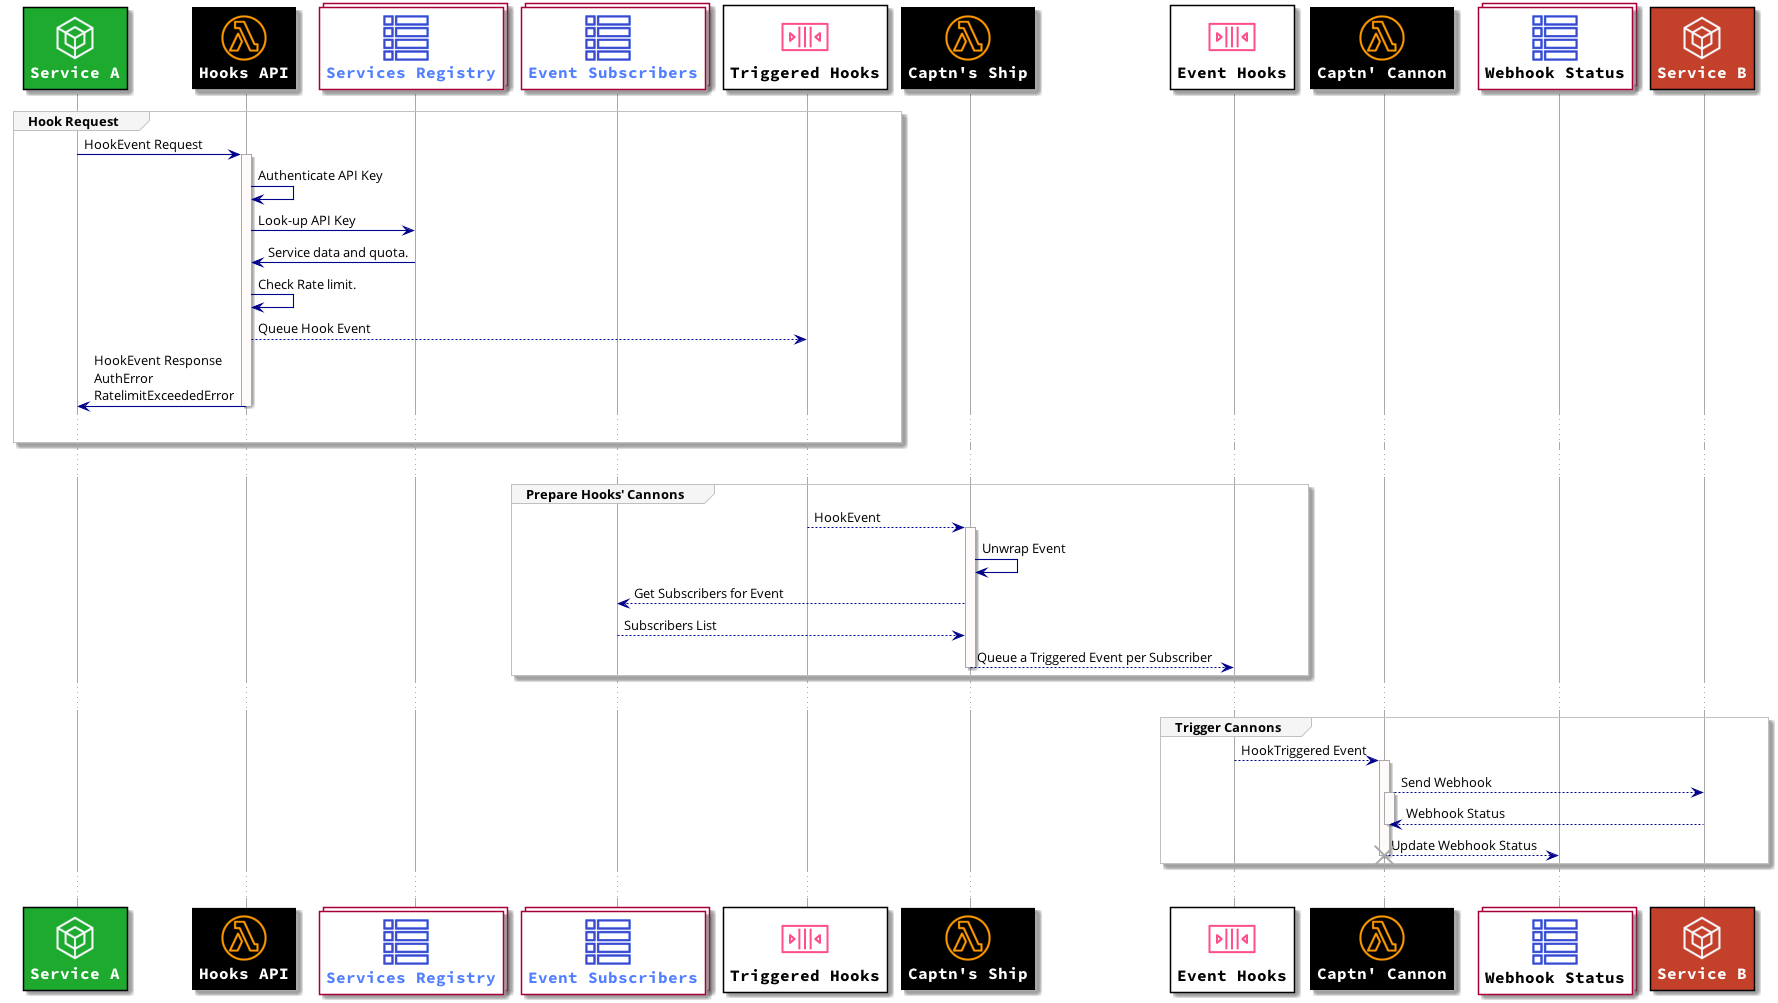 Service A
Hooks API
Services Registry
Event Subscribers
Triggered Hooks
Captn's Ship
Event Hooks
Captn' Cannon
Webhook Status
Service B
Hook Request
HookEvent Request
Authenticate API Key
Look-up API Key
Service data and quota.
Check Rate limit.
Queue Hook Event
HookEvent Response
AuthError
RatelimitExceededError
Prepare Hooks' Cannons
HookEvent
Unwrap Event
Get Subscribers for Event
Subscribers List
Queue a Triggered Event per Subscriber
Trigger Cannons
HookTriggered Event
Send Webhook
Webhook Status
Update Webhook Status
Service A
Hooks API
Services Registry
Event Subscribers
Triggered Hooks
Captn's Ship
Event Hooks
Captn' Cannon
Webhook Status
Service B